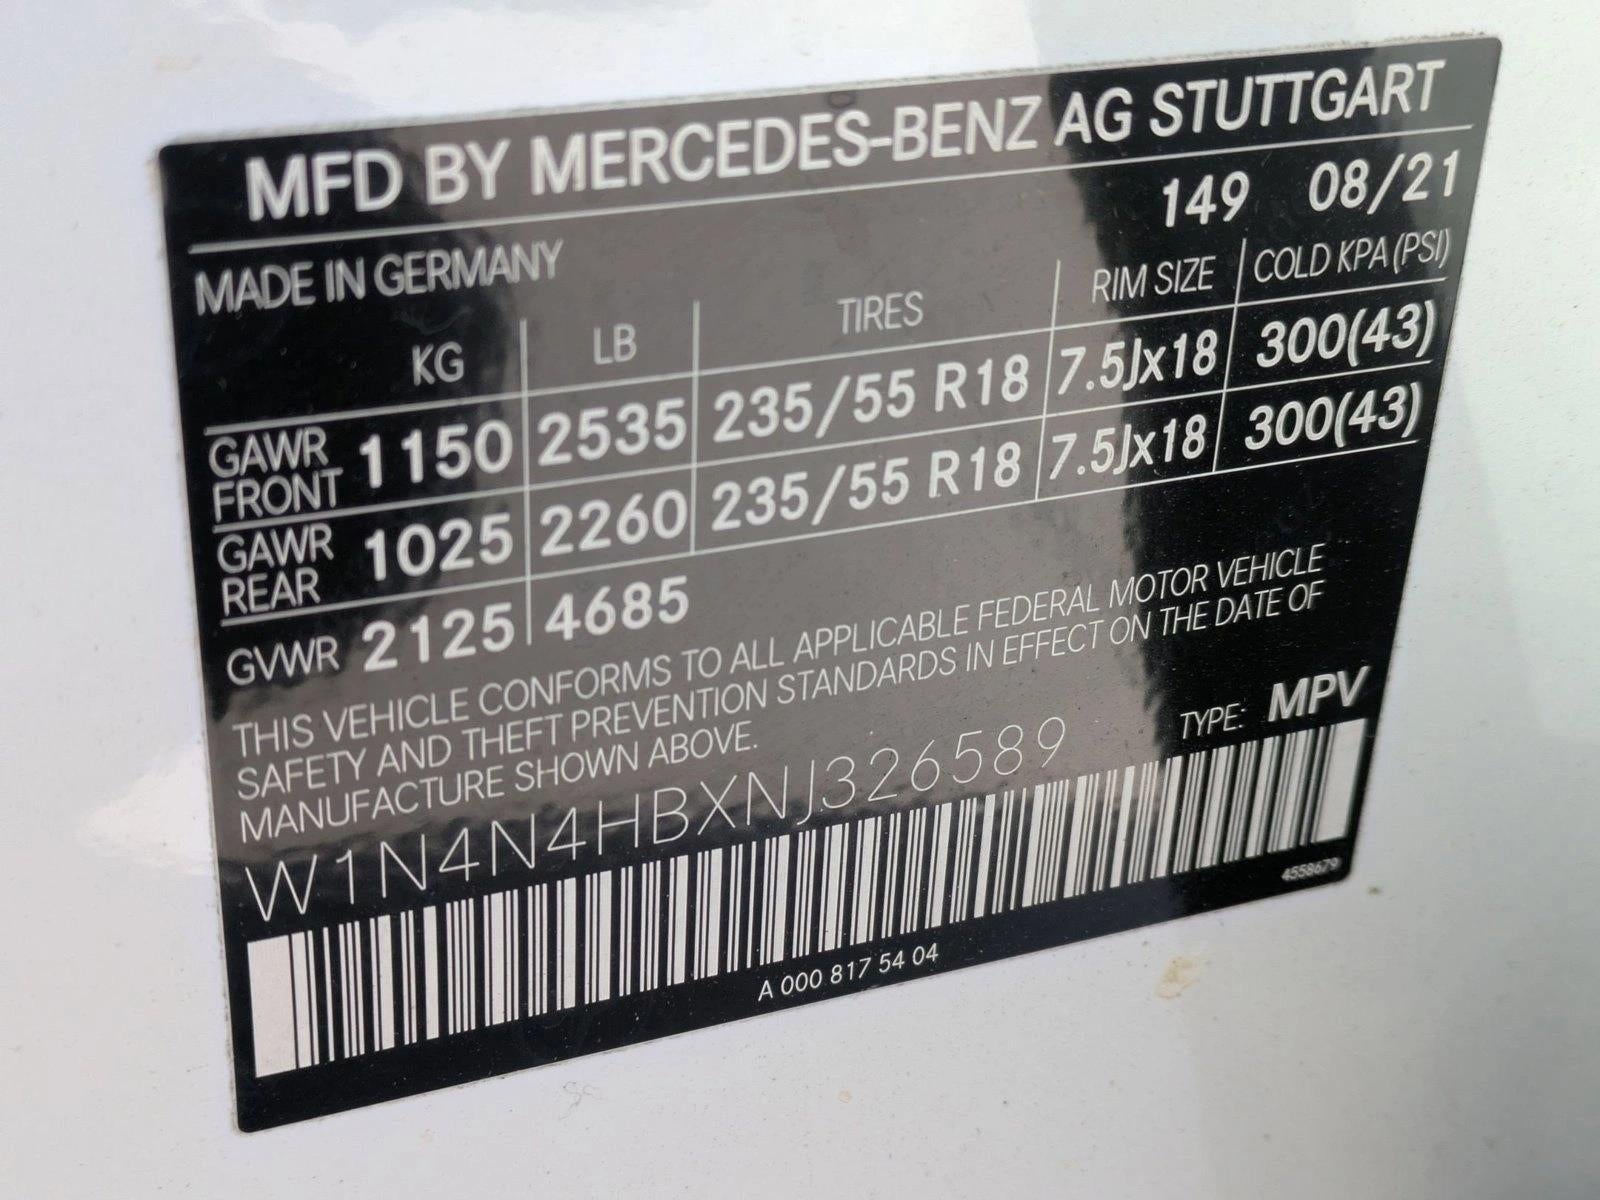 MFD BY MERCEDES-BENZ AG STUTTGART
149 08/21
MADE IN GERMANY
KG LB TIRES RIM SIZE COLD KPA (PSI)
GAWR FRONT 1150 2535 235/55 R18 7.5Jx18 300(43)
GAWR REAR 1025 2260 235/55 R18 7.5Jx18 300(43)
GVWR 2125 4685
THIS VEHICLE CONFORMS TO ALL APPLICABLE FEDERAL MOTOR VEHICLE
SAFETY AND THEFT PREVENTION STANDARDS IN EFFECT ON THE DATE OF
MANUFACTURE SHOWN ABOVE.
TYPE: MPV
W1N4N4HBXNJ326589
4558679
A 000 817 54 04